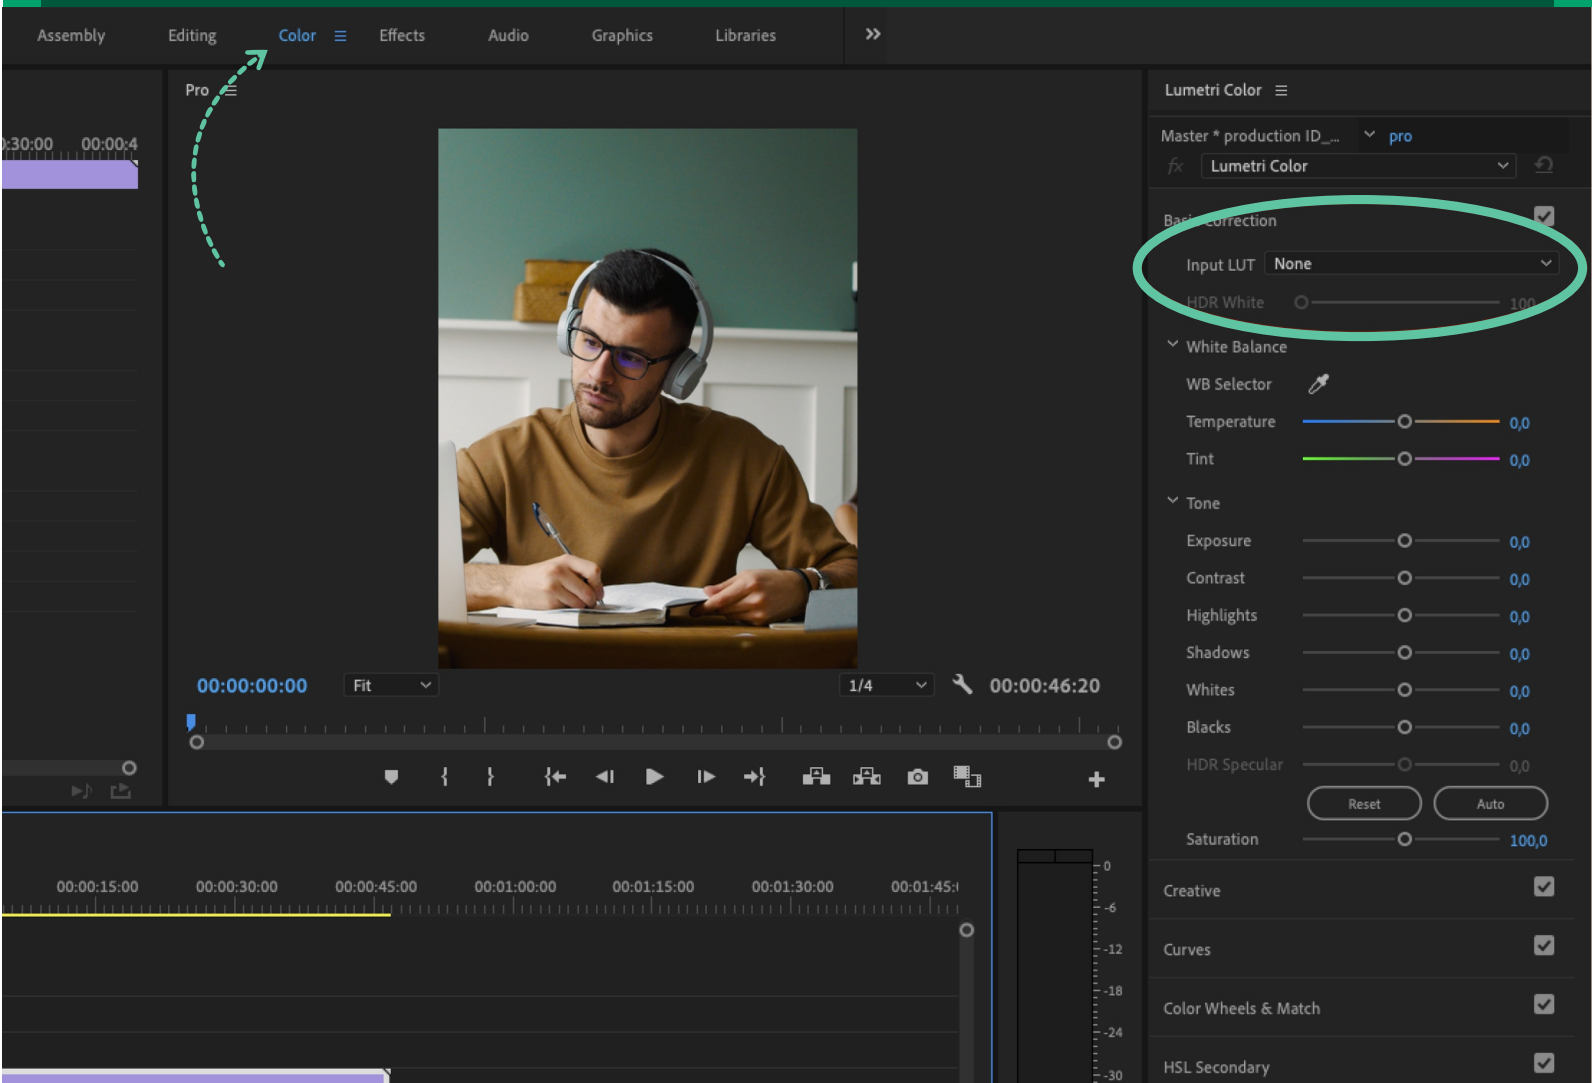 Assembly Editing Color Effects Audio Graphics Libraries
Pro
Lumetri Color
0:30:00 00:00:4
Master * production ID_... pro
fx Lumetri Color
Basic Correction
Input LUT None
HDR White 100
White Balance
WB Selector
Temperature 0,0
Tint 0,0
Tone
Exposure 0,0
Contrast 0,0
Highlights 0,0
Shadows 0,0
Whites 0,0
Blacks 0,0
HDR Specular 0,0
Reset Auto
Saturation 100,0
Creative
Curves
Color Wheels & Match
HSL Secondary
00:00:00:00 Fit 1/4 00:00:46:20
00:00:15:00 00:00:30:00 00:00:45:00 00:01:00:00 00:01:15:00 00:01:30:00 00:01:45:
0
-6
-12
-18
-24
-30